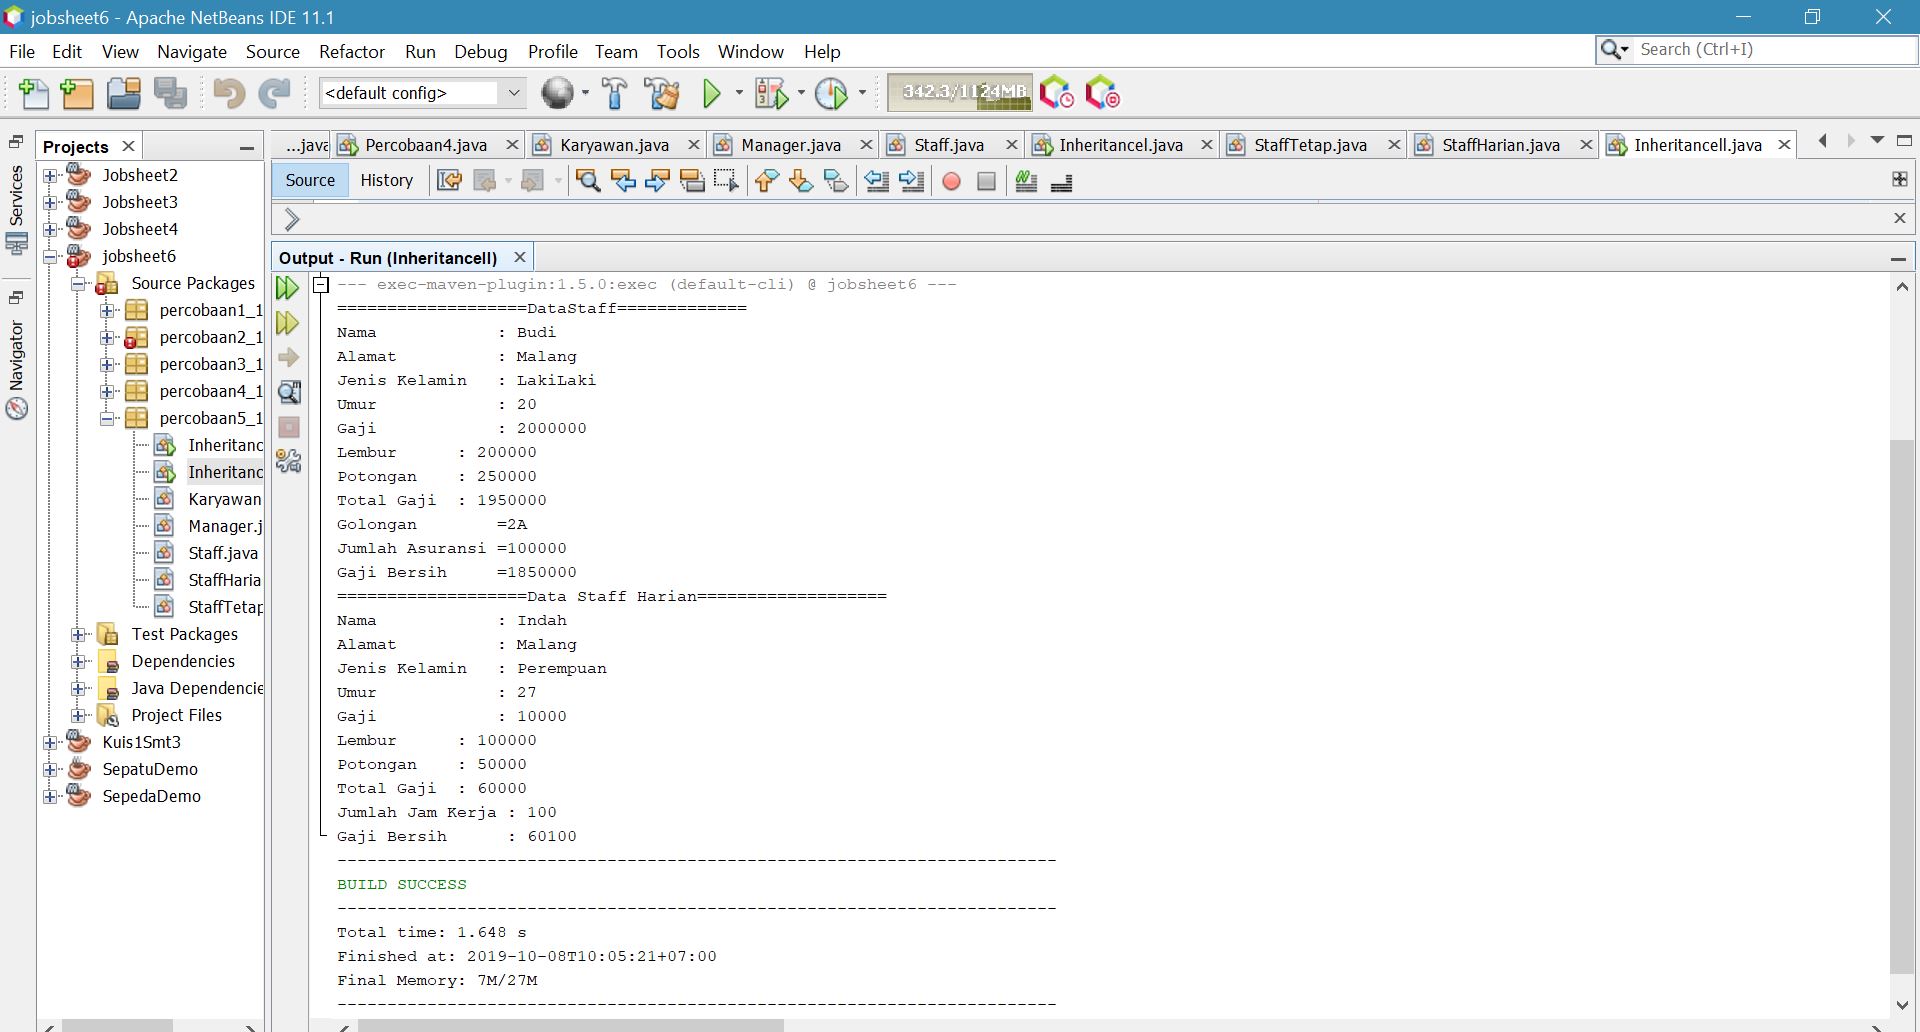 jobsheet6 - Apache NetBeans IDE 11.1
File Edit View Navigate Source Refactor Run Debug Profile Team Tools Window Help
Search (Ctrl+I)
<default config>
342.3/1124MB
Services
Navigator
Projects
Jobsheet2
Jobsheet3
Jobsheet4
jobsheet6
Source Packages
percobaan1_1
percobaan2_1
percobaan3_1
percobaan4_1
percobaan5_1
Inheritanc
Inheritanc
Karyawan
Manager.j
Staff.java
StaffHaria
StaffTetap
Test Packages
Dependencies
Java Dependencie
Project Files
Kuis1Smt3
SepatuDemo
SepedaDemo
...java Percobaan4.java Karyawan.java Manager.java Staff.java InheritanceI.java StaffTetap.java StaffHarian.java InheritanceII.java
Source History
Output - Run (InheritanceII)
--- exec-maven-plugin:1.5.0:exec (default-cli) @ jobsheet6 ---
===================DataStaff=============
Nama            : Budi
Alamat          : Malang
Jenis Kelamin   : LakiLaki
Umur            : 20
Gaji            : 2000000
Lembur      : 200000
Potongan    : 250000
Total Gaji  : 1950000
Golongan        =2A
Jumlah Asuransi =100000
Gaji Bersih     =1850000
===================Data Staff Harian===================
Nama            : Indah
Alamat          : Malang
Jenis Kelamin   : Perempuan
Umur            : 27
Gaji            : 10000
Lembur      : 100000
Potongan    : 50000
Total Gaji  : 60000
Jumlah Jam Kerja : 100
Gaji Bersih      : 60100
------------------------------------------------------------------------
BUILD SUCCESS
------------------------------------------------------------------------
Total time: 1.648 s
Finished at: 2019-10-08T10:05:21+07:00
Final Memory: 7M/27M
------------------------------------------------------------------------